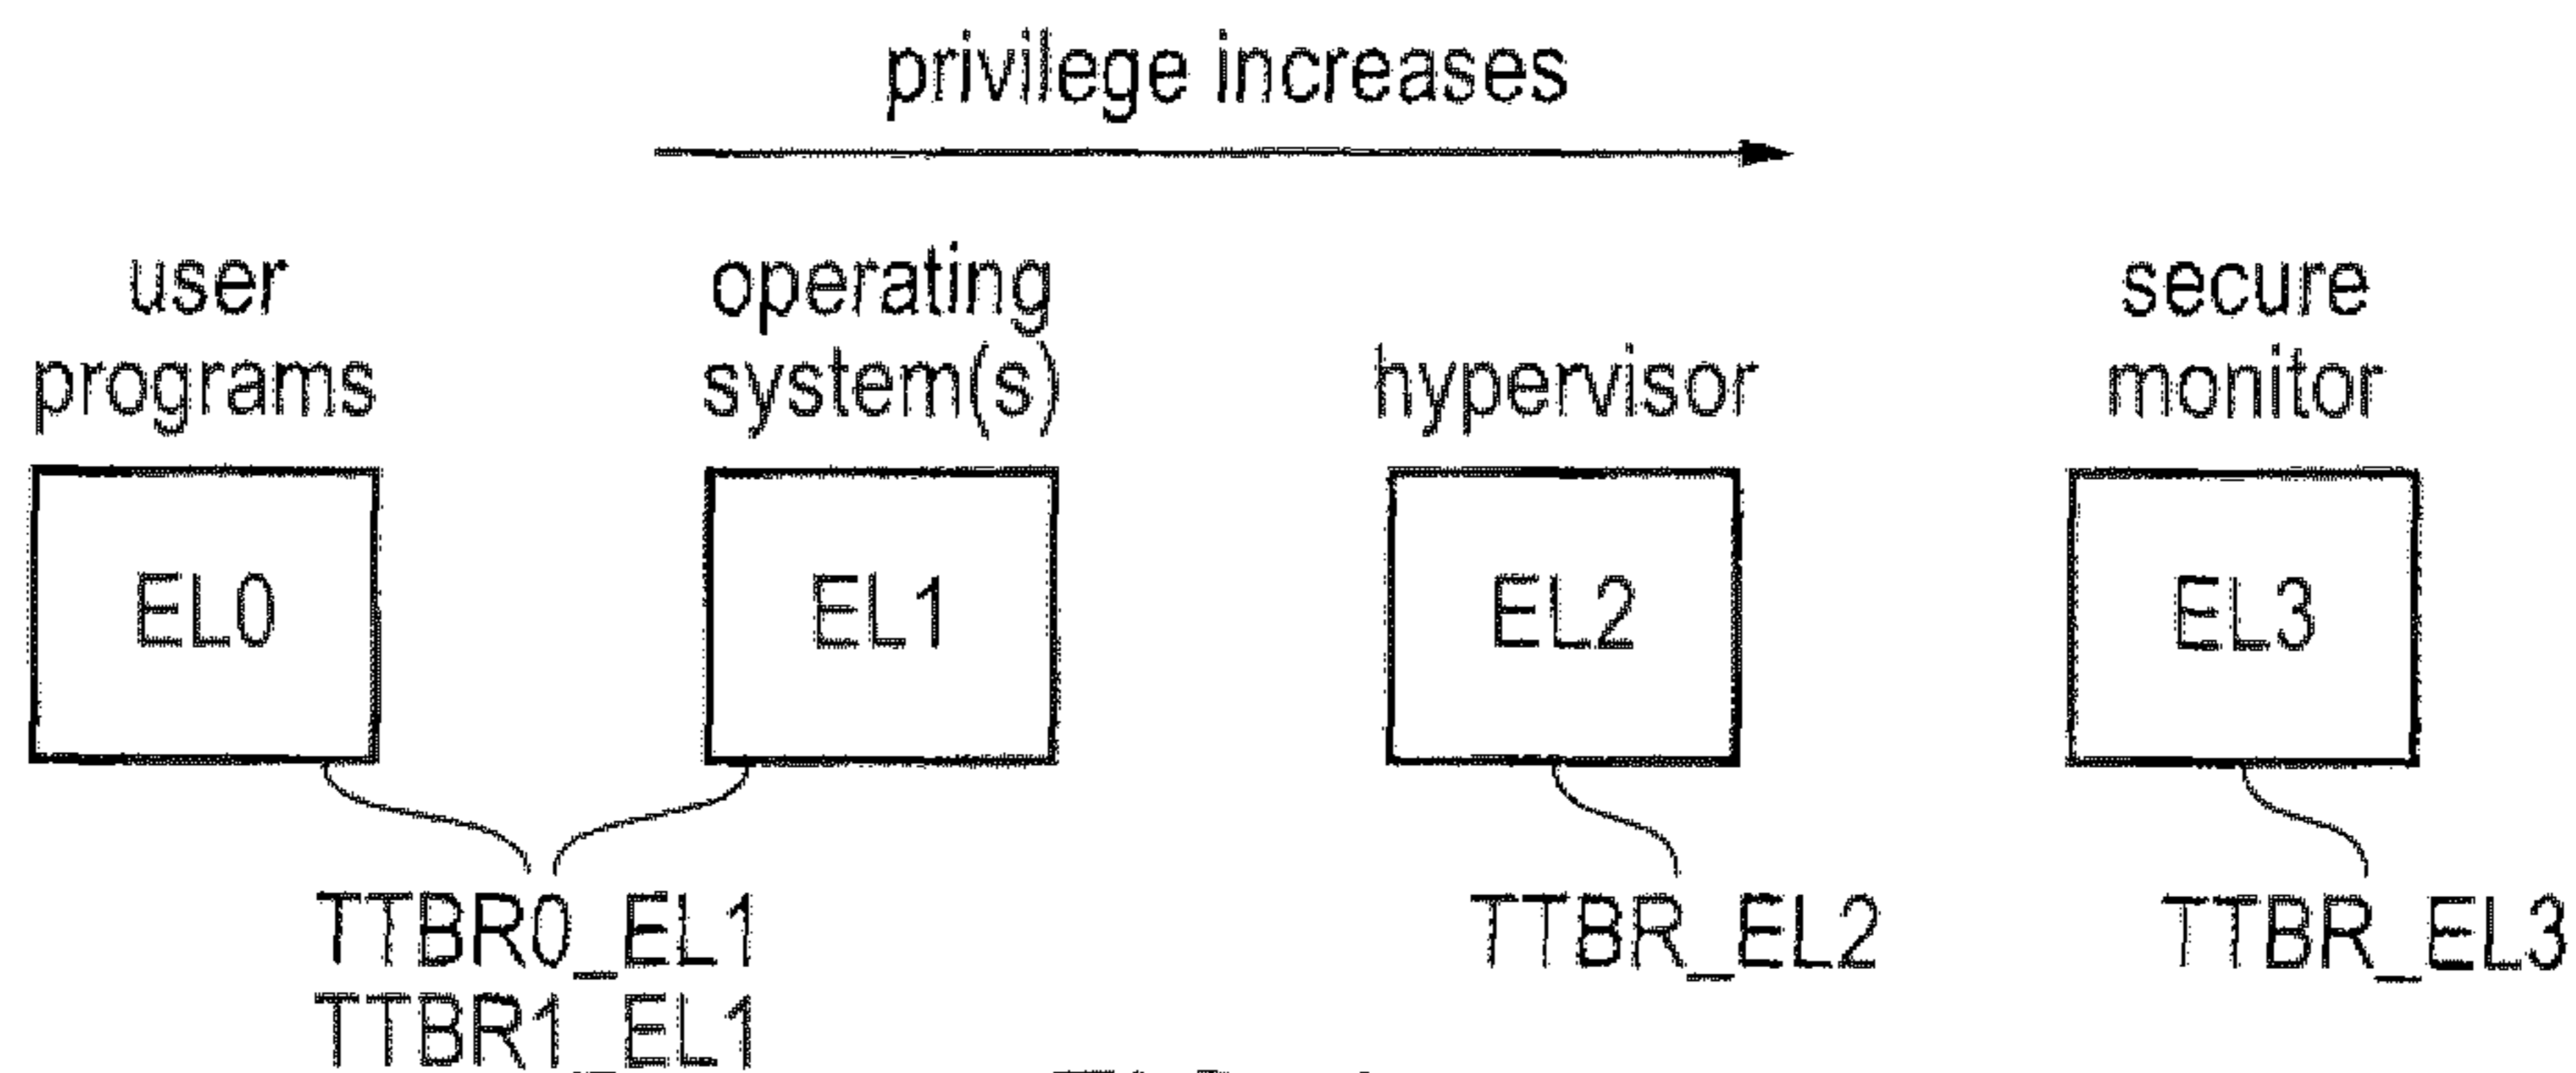 privilege increases
user
programs
operating
system(s)
hypervisor
secure
monitor
EL0
EL1
EL2
EL3
TTBR0_EL1
TTBR1_EL1
TTBR_EL2
TTBR_EL3